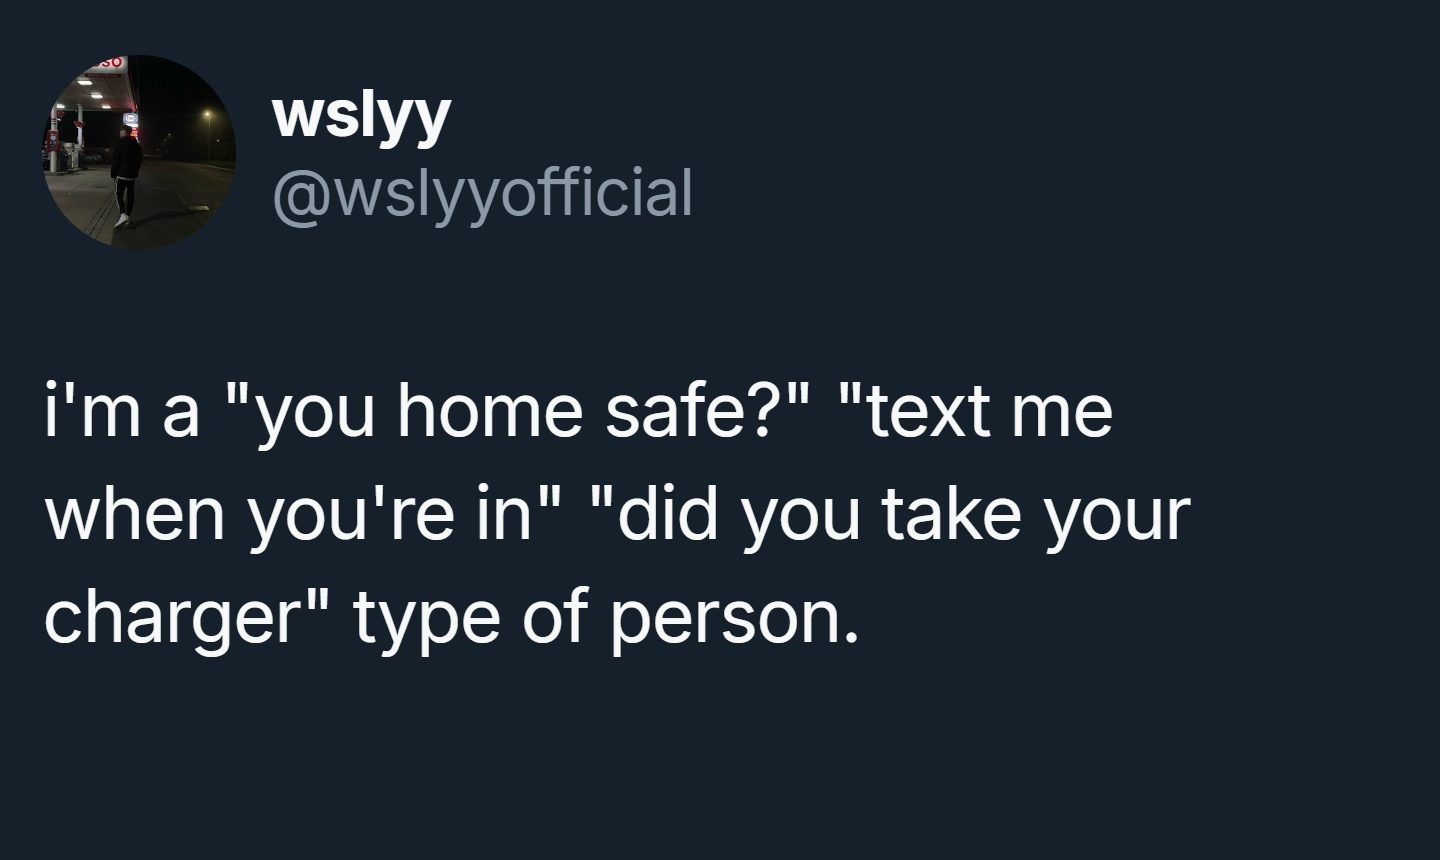 wslyy
@wslyyofficial
i'm a "you home safe?" "text me
when you're in" "did you take your
charger" type of person.